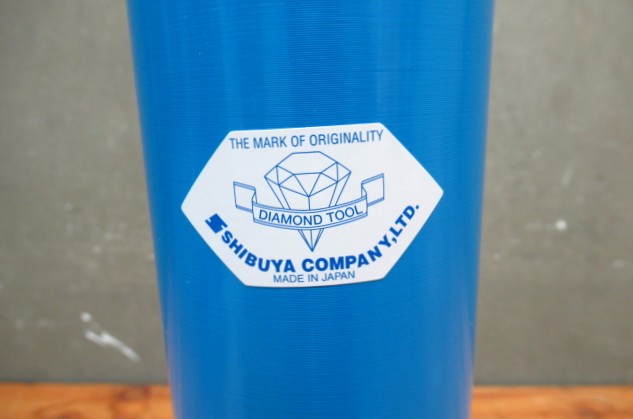 THE MARK OF ORIGINALITY
DIAMOND TOOL
SHIBUYA COMPANY,LTD.
MADE IN JAPAN